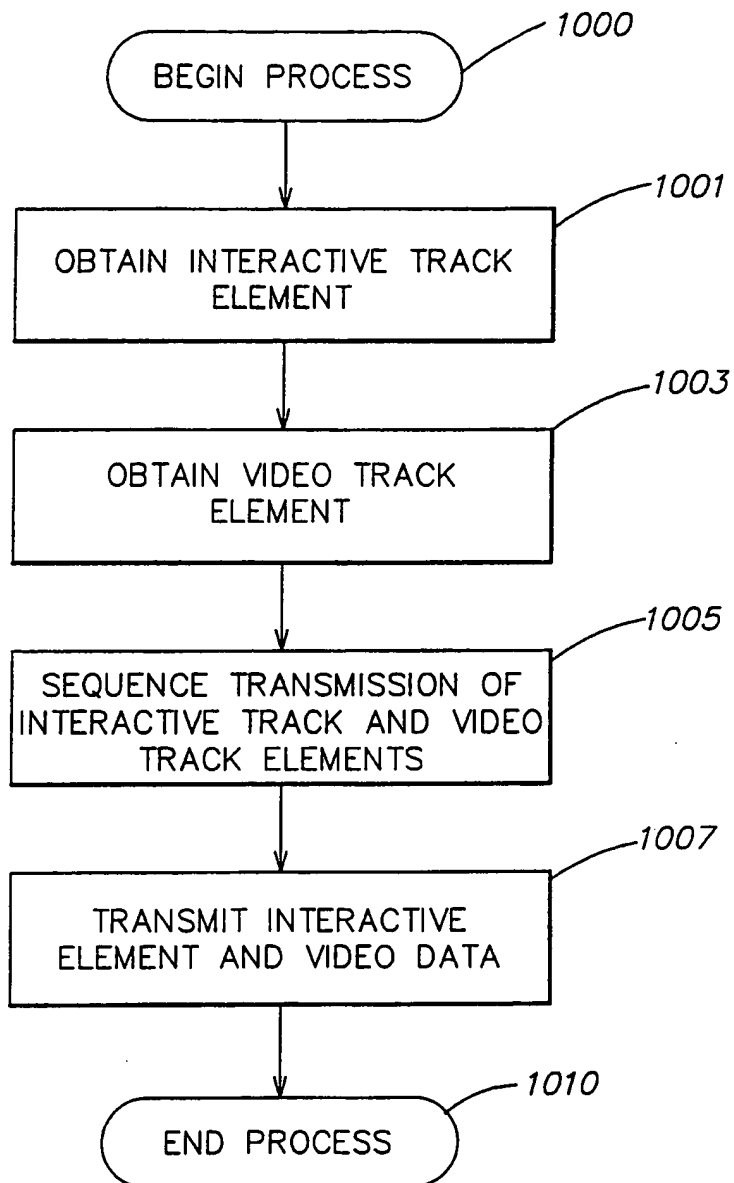 1000
BEGIN PROCESS
1001
OBTAIN INTERACTIVE TRACK
ELEMENT
1003
OBTAIN VIDEO TRACK
ELEMENT
1005
SEQUENCE TRANSMISSION OF
INTERACTIVE TRACK AND VIDEO
TRACK ELEMENTS
1007
TRANSMIT INTERACTIVE
ELEMENT AND VIDEO DATA
1010
END PROCESS